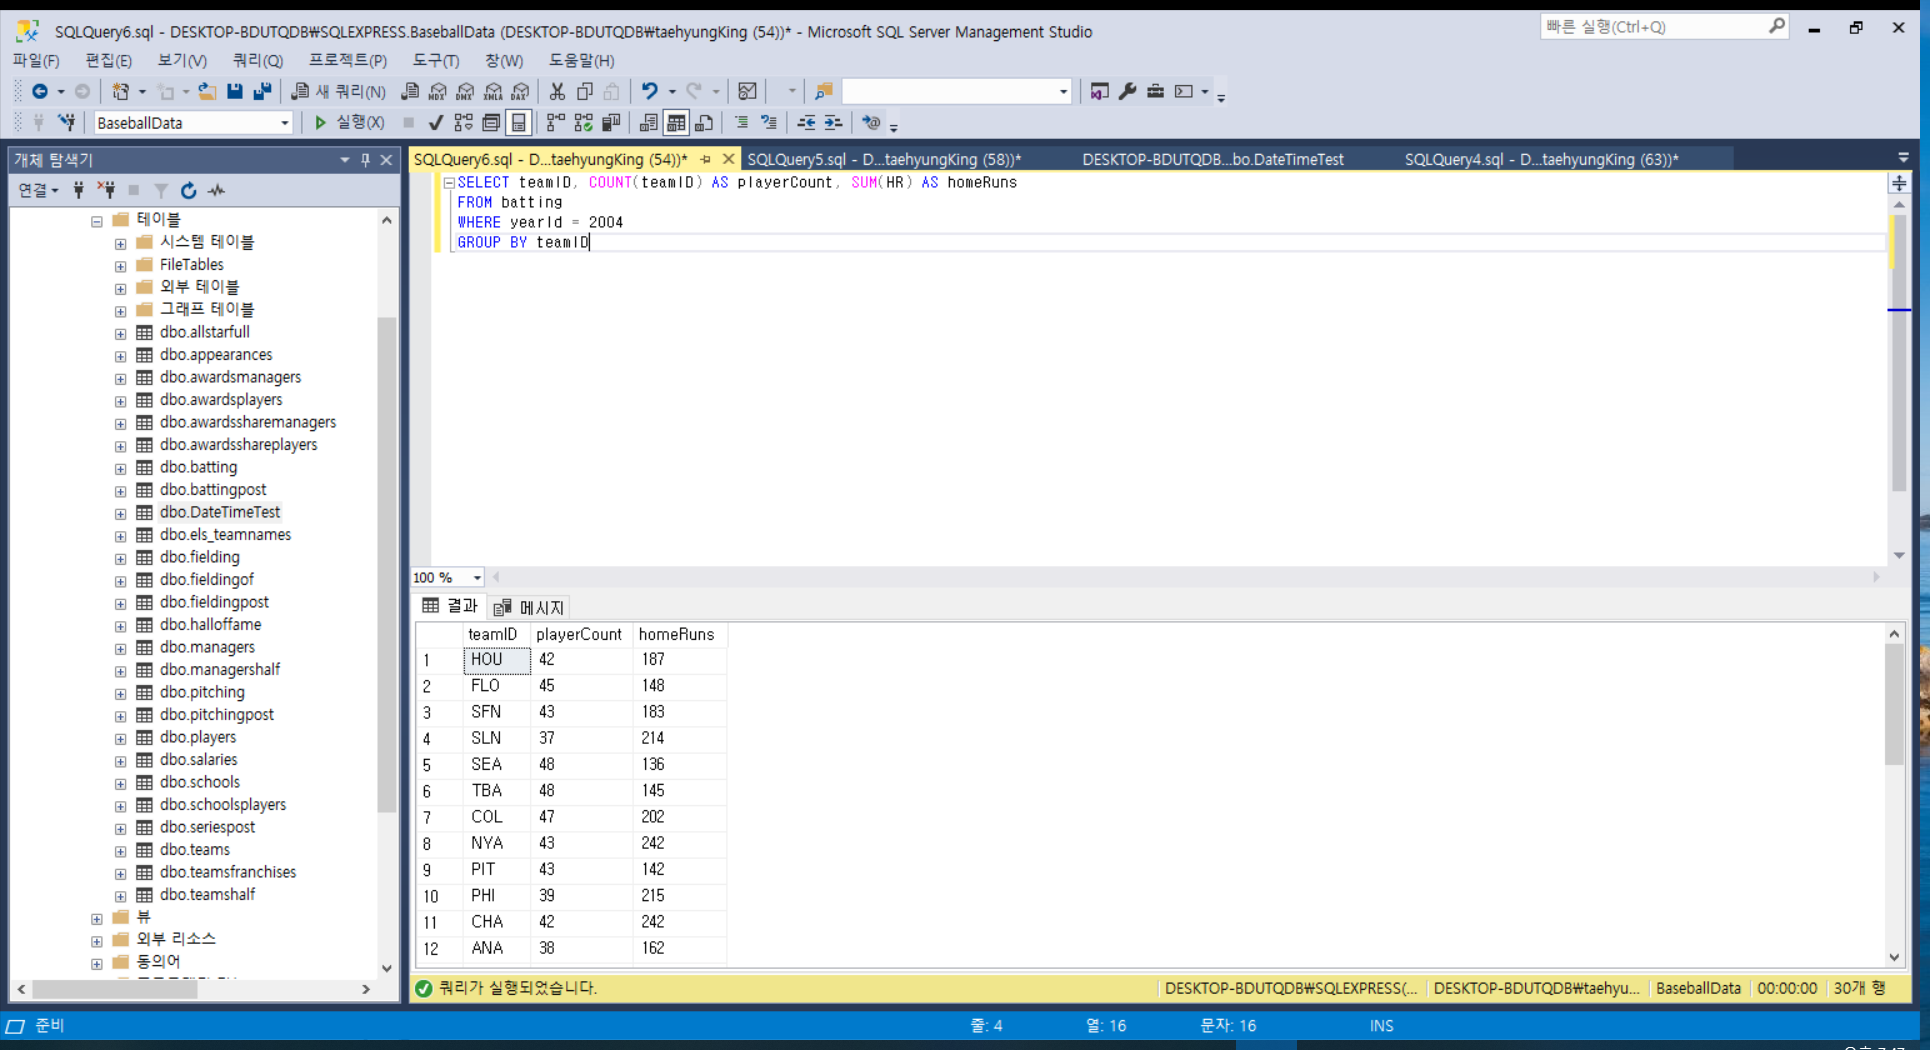 SQLQuery6.sql - DESKTOP-BDUTQDB₩SQLEXPRESS.BaseballData (DESKTOP-BDUTQDB₩taehyungKing (54))* - Microsoft SQL Server Management Studio
빠른 실행(Ctrl+Q)
파일(F) 편집(E) 보기(V) 쿼리(Q) 프로젝트(P) 도구(T) 창(W) 도움말(H)
새 쿼리(N) MDX DMX XMLA DAX
BaseballData 실행(X)
개체 탐색기
연결
테이블
시스템 테이블
FileTables
외부 테이블
그래프 테이블
dbo.allstarfull
dbo.appearances
dbo.awardsmanagers
dbo.awardsplayers
dbo.awardssharemanagers
dbo.awardsshareplayers
dbo.batting
dbo.battingpost
dbo.DateTimeTest
dbo.els_teamnames
dbo.fielding
dbo.fieldingof
dbo.fieldingpost
dbo.halloffame
dbo.managers
dbo.managershalf
dbo.pitching
dbo.pitchingpost
dbo.players
dbo.salaries
dbo.schools
dbo.schoolsplayers
dbo.seriespost
dbo.teams
dbo.teamsfranchises
dbo.teamshalf
뷰
외부 리소스
동의어
SQLQuery6.sql - D...taehyungKing (54))* SQLQuery5.sql - D...taehyungKing (58))* DESKTOP-BDUTQDB...bo.DateTimeTest SQLQuery4.sql - D...taehyungKing (63))*
SELECT teamID, COUNT(teamID) AS playerCount, SUM(HR) AS homeRuns
FROM batting
WHERE yearId = 2004
GROUP BY teamID
100 %
결과 메시지
teamID playerCount homeRuns
1 HOU 42 187
2 FLO 45 148
3 SFN 43 183
4 SLN 37 214
5 SEA 48 136
6 TBA 48 145
7 COL 47 202
8 NYA 43 242
9 PIT 43 142
10 PHI 39 215
11 CHA 42 242
12 ANA 38 162
쿼리가 실행되었습니다. DESKTOP-BDUTQDB₩SQLEXPRESS(... DESKTOP-BDUTQDB₩taehyu... BaseballData 00:00:00 30개 행
준비 줄: 4 열: 16 문자: 16 INS